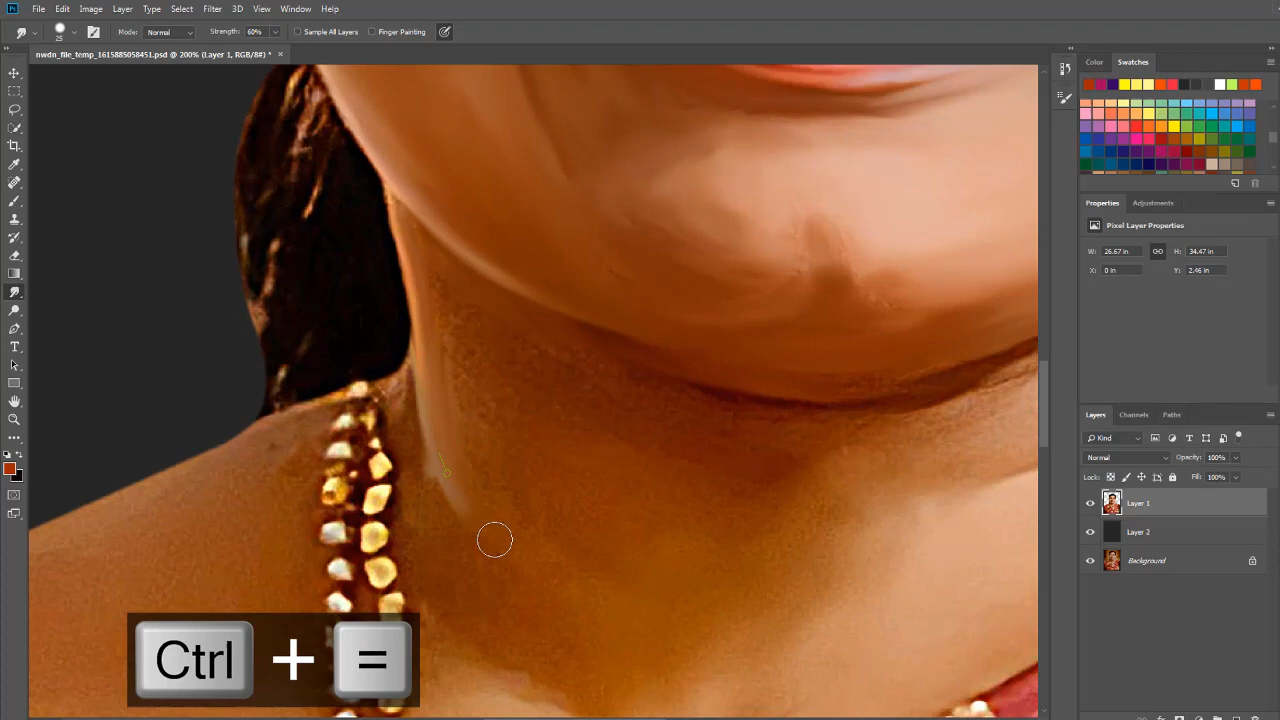 Ps File Edit Image Layer Type Select Filter 3D View Window Help
25 Mode: Normal Strength: 60% Sample All Layers Finger Painting
nwdn_file_temp_1615885058451.psd @ 200% (Layer 1, RGB/8#) * ×
Color Swatches
Properties Adjustments
Pixel Layer Properties
W: 26.67 in H: 34.47 in
X: 0 in Y: 2.46 in
Layers Channels Paths
Kind
Normal Opacity: 100%
Lock: Fill: 100%
Layer 1
Layer 2
Background
Ctrl + =